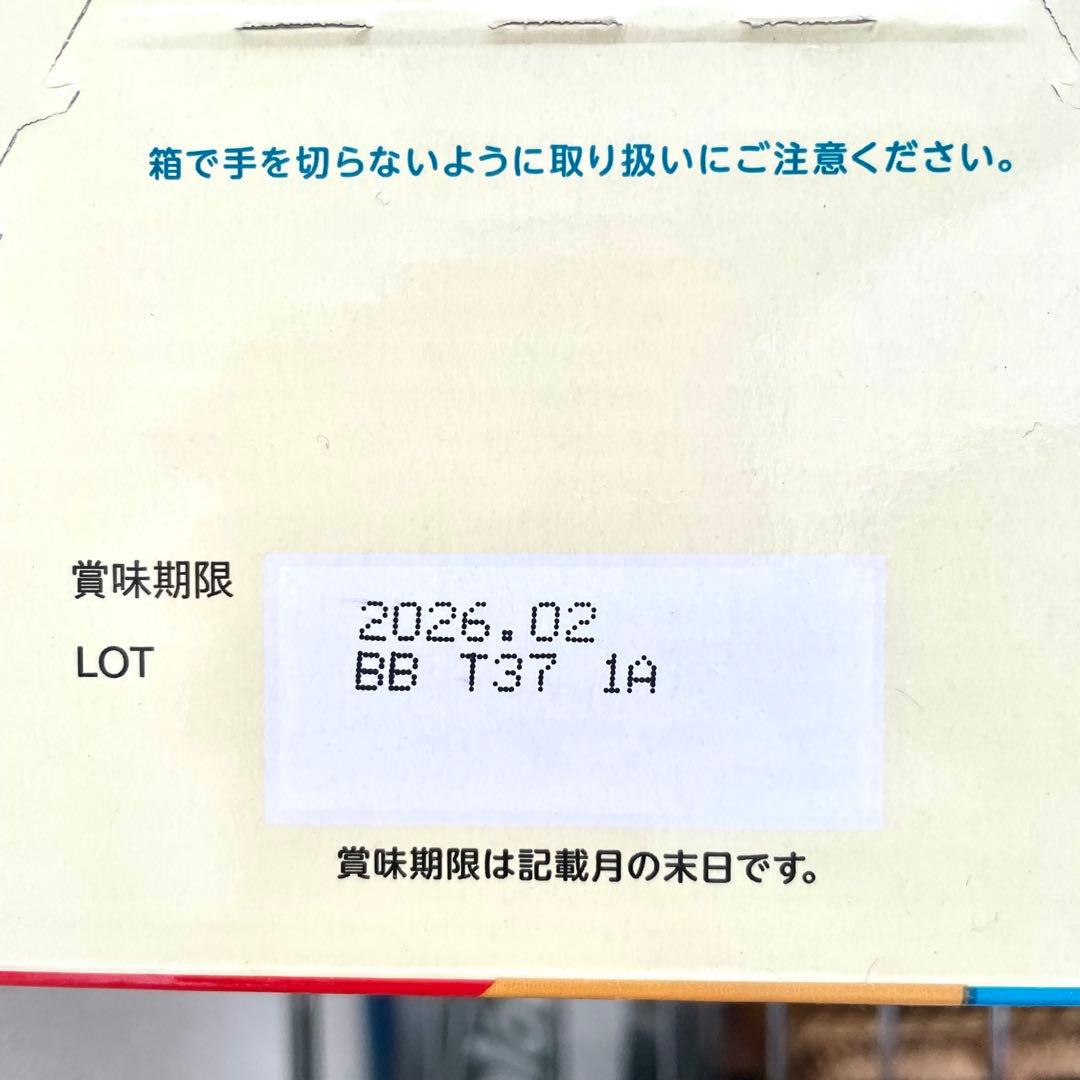 箱で手を切らないように取り扱いにご注意ください。
賞味期限
2026.02
LOT
BB T37 1A
賞味期限は記載月の末日です。